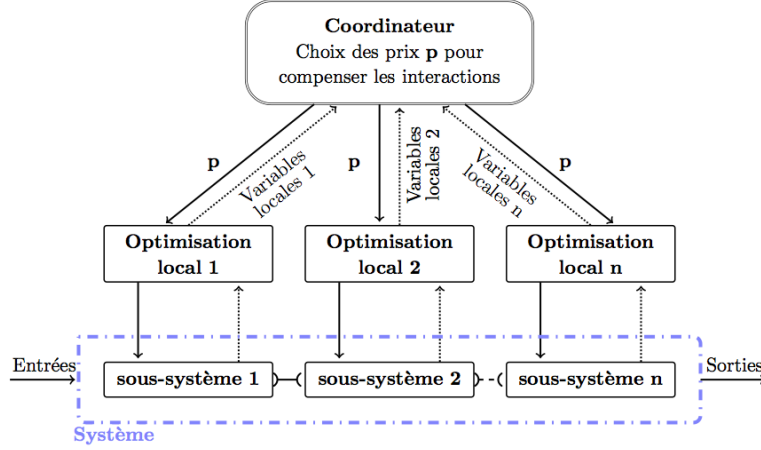 Coordinateur
Choix des prix p pour
compenser les interactions
p
Variables
locales 1
p
Variables
locales 2
Variables
locales n
p
Optimisation
local 1
Optimisation
local 2
Optimisation
local n
Entrées
sous-système 1
sous-système 2
sous-système n
Sorties
Système